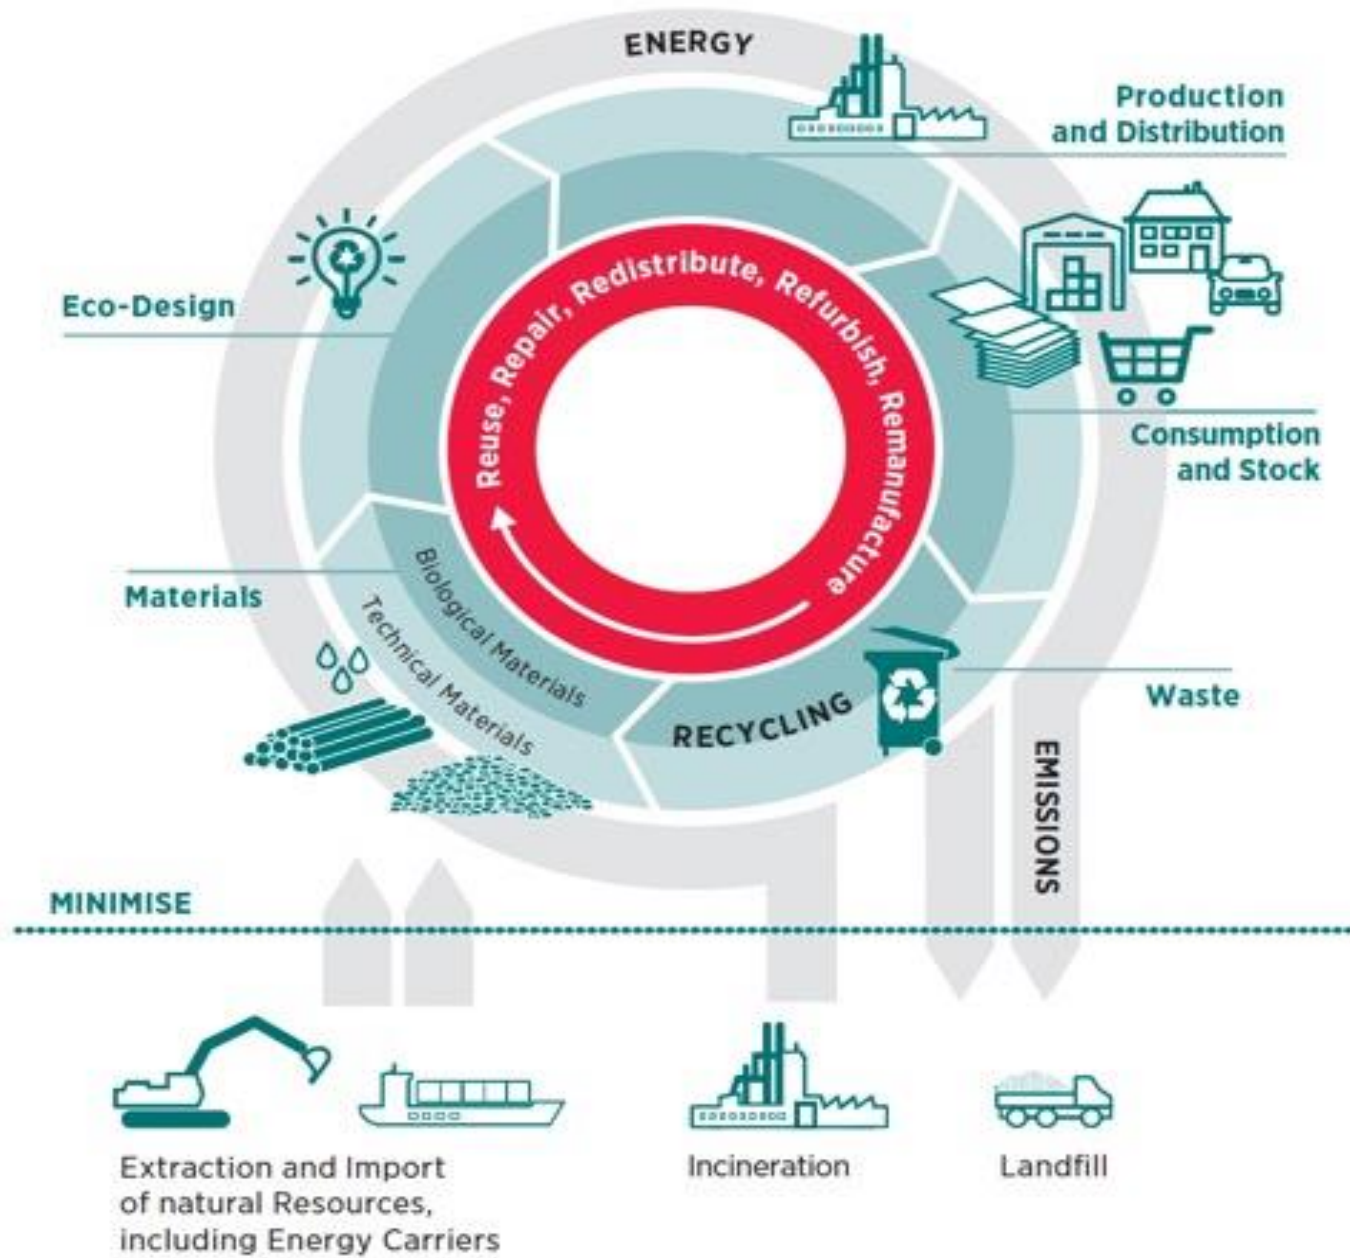 ENERGY
Production
and Distribution
Eco-Design
Reuse, Repair, Redistribute, Refurbish, Remanufacture
Consumption
and Stock
Materials
Biological Materials
Technical Materials
RECYCLING
Waste
EMISSIONS
MINIMISE
Extraction and Import
of natural Resources,
including Energy Carriers
Incineration
Landfill